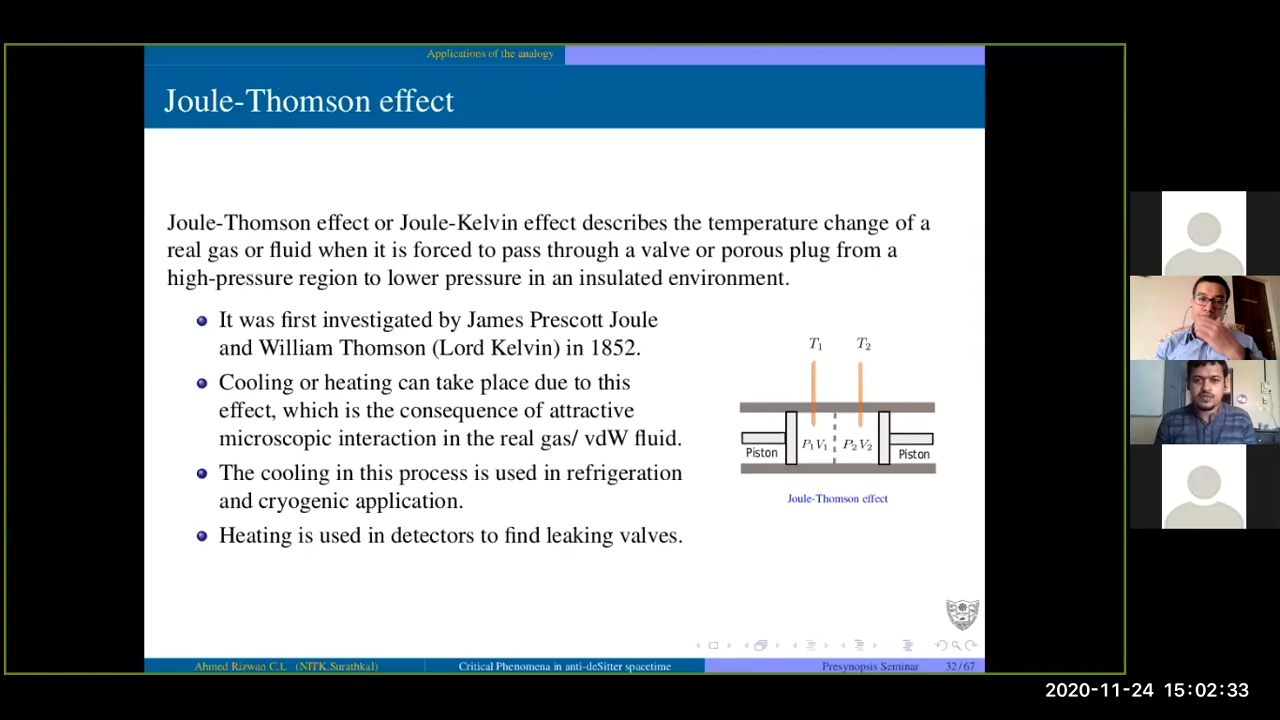 Applications of the analogy
Joule-Thomson effect
Joule-Thomson effect or Joule-Kelvin effect describes the temperature change of a
real gas or fluid when it is forced to pass through a valve or porous plug from a
high-pressure region to lower pressure in an insulated environment.
It was first investigated by James Prescott Joule
and William Thomson (Lord Kelvin) in 1852.
Cooling or heating can take place due to this
effect, which is the consequence of attractive
microscopic interaction in the real gas/ vdW fluid.
The cooling in this process is used in refrigeration
and cryogenic application.
Heating is used in detectors to find leaking valves.
T₁ T₂
P₁V₁ P₂V₂
Piston Piston
Joule-Thomson effect
Ahmed Rizwan C.L (NITK,Surathkal) Critical Phenomena in anti-deSitter spacetime Presynopsis Seminar 32/67
2020-11-24 15:02:33